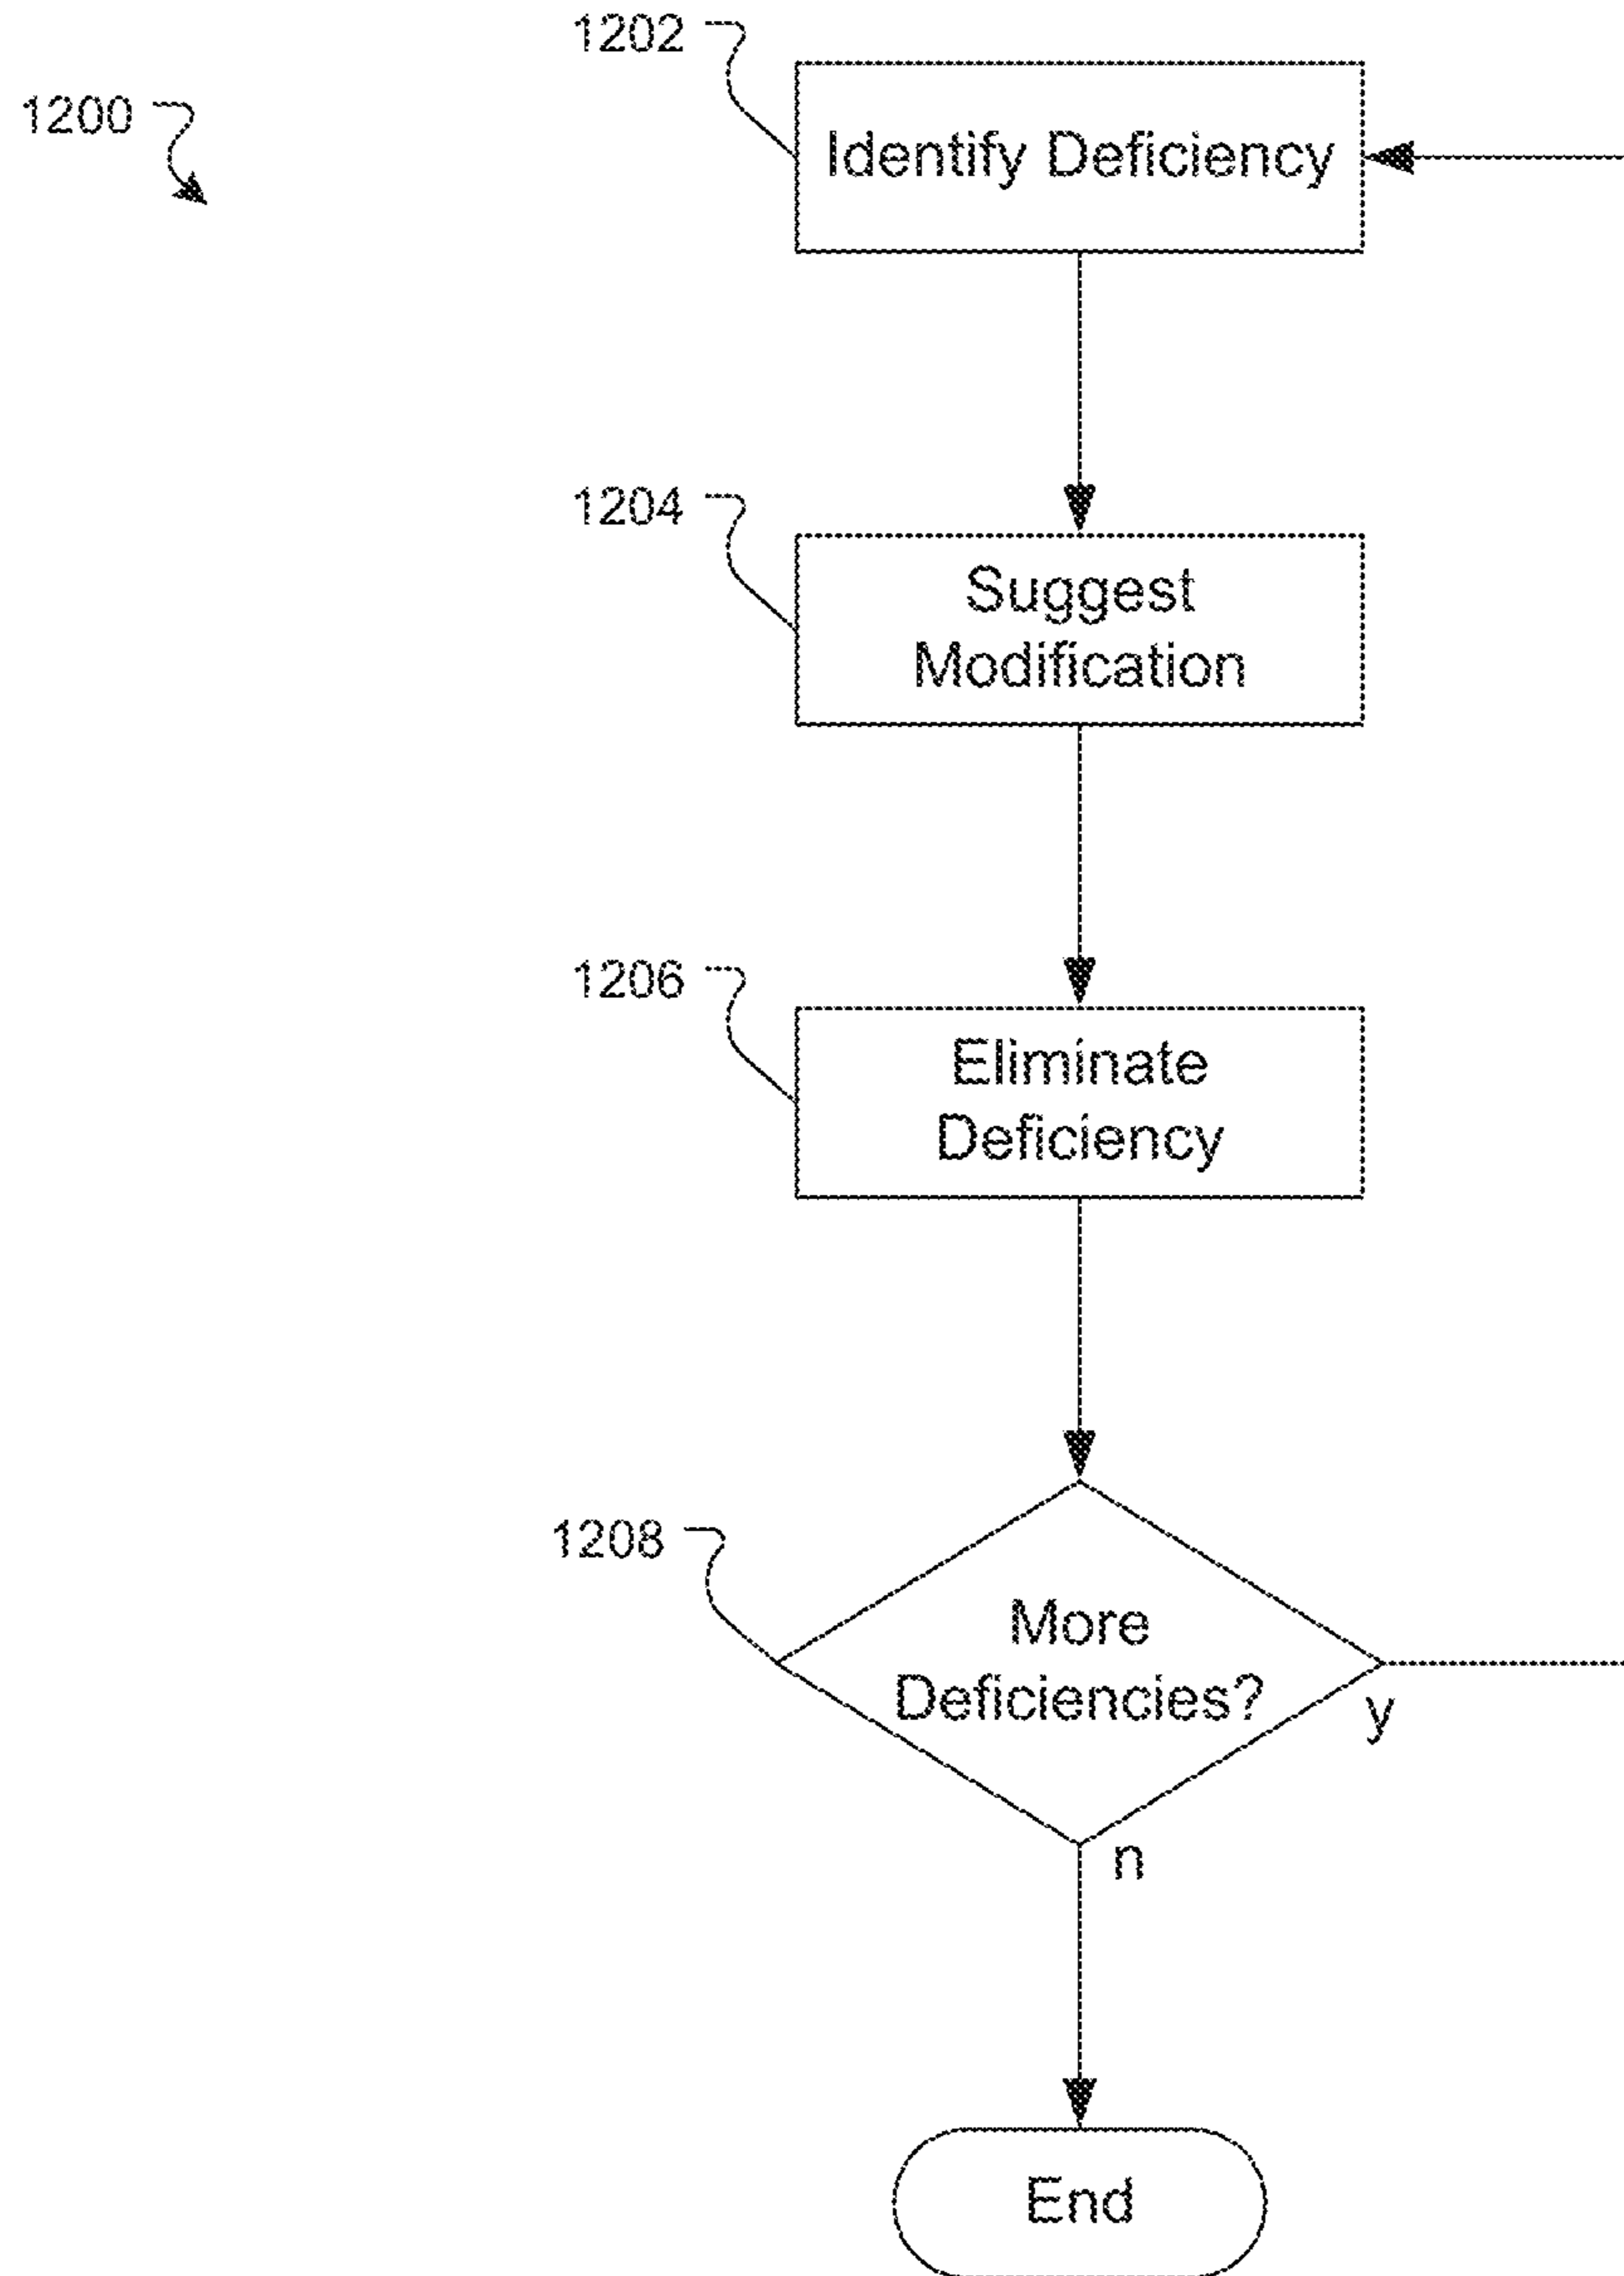 1202
1200
Identify Deficiency
1204
Suggest
Modification
1206
Eliminate
Deficiency
1208
More
Deficiencies?
y
n
End